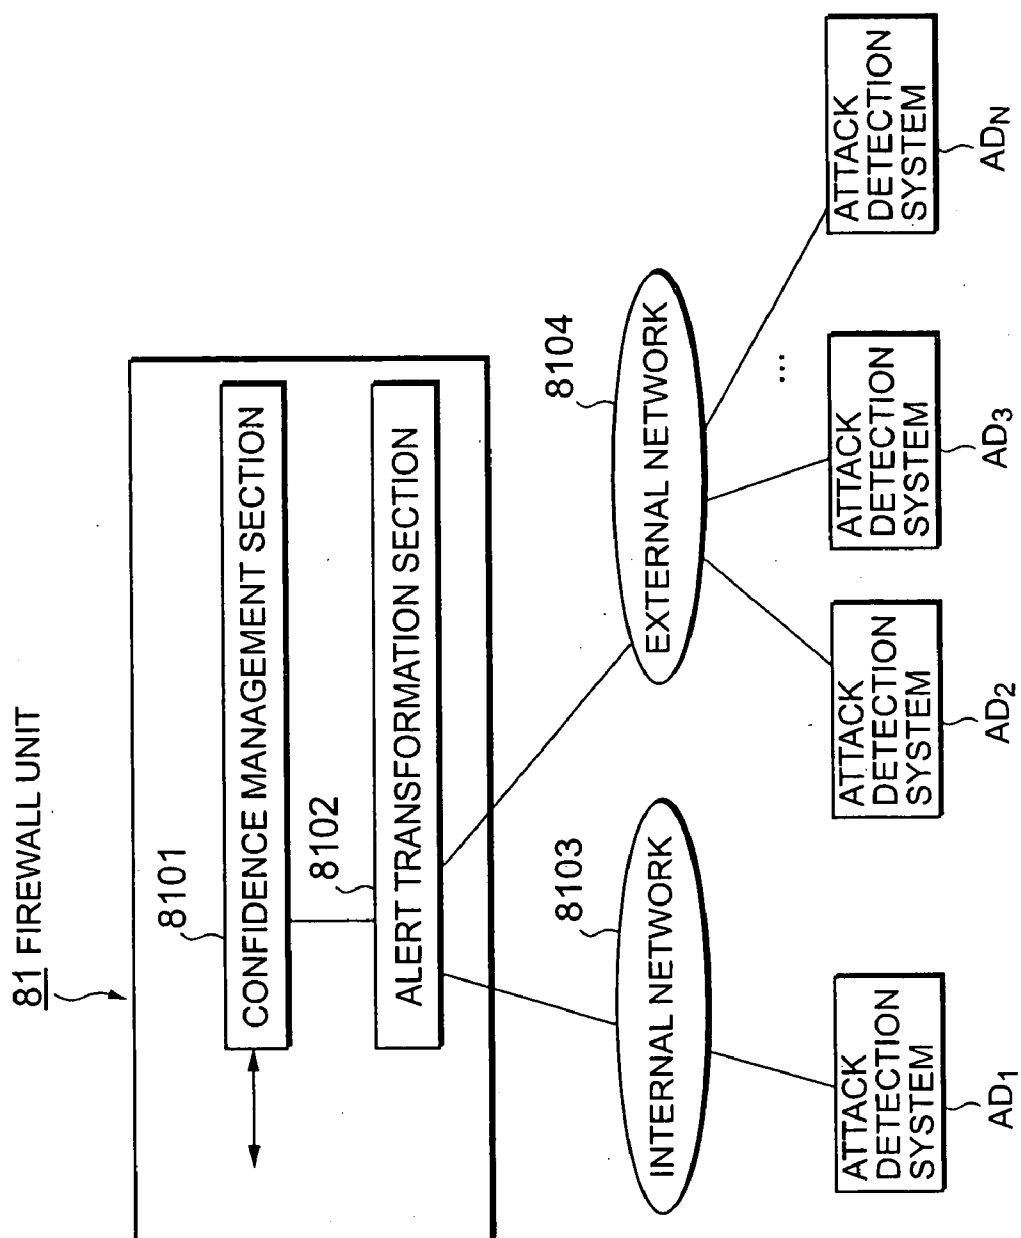 81 FIREWALL UNIT
8101
CONFIDENCE MANAGEMENT SECTION
8102
ALERT TRANSFORMATION SECTION
8103
INTERNAL NETWORK
8104
EXTERNAL NETWORK
ATTACK
DETECTION
SYSTEM
AD1
ATTACK
DETECTION
SYSTEM
AD2
ATTACK
DETECTION
SYSTEM
AD3
...
ATTACK
DETECTION
SYSTEM
ADN